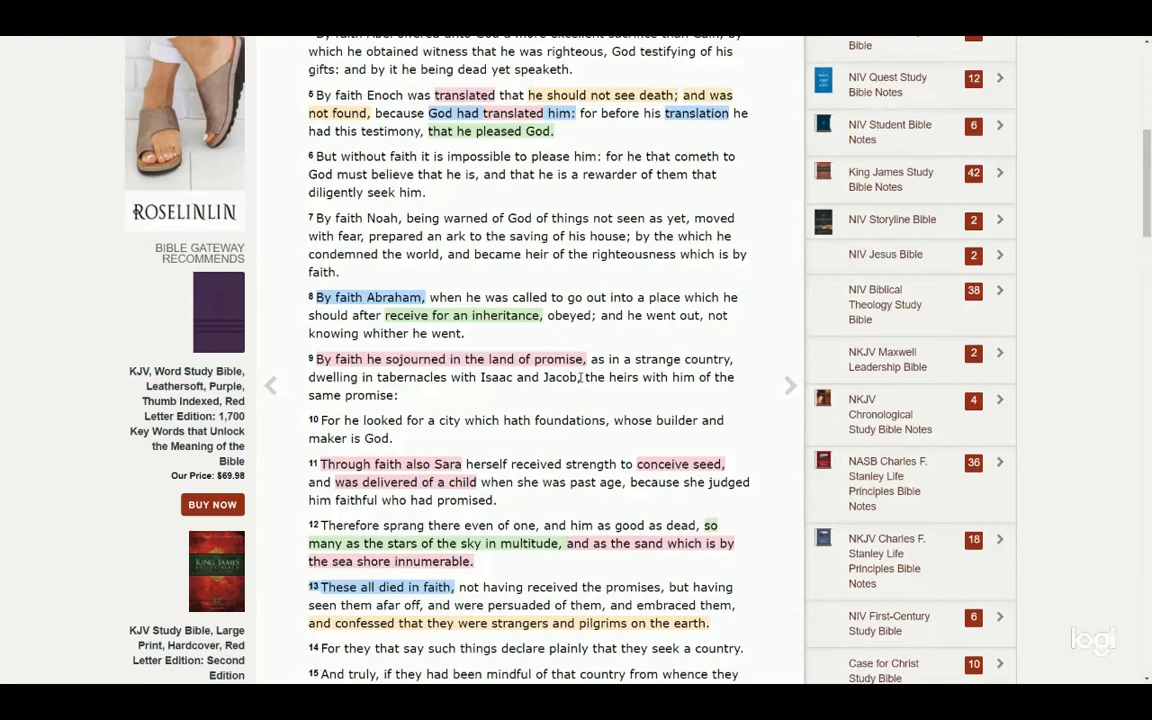 ROSELINLIN
BIBLE GATEWAY
RECOMMENDS
KJV, Word Study Bible,
Leathersoft, Purple,
Thumb Indexed, Red
Letter Edition: 1,700
Key Words that Unlock
the Meaning of the
Bible
Our Price: $69.98
BUY NOW
KING JAMES
STUDY BIBLE
KJV Study Bible, Large
Print, Hardcover, Red
Letter Edition: Second
Edition
which he obtained witness that he was righteous, God testifying of his
gifts: and by it he being dead yet speaketh.
5 By faith Enoch was translated that he should not see death; and was
not found, because God had translated him: for before his translation he
had this testimony, that he pleased God.
6 But without faith it is impossible to please him: for he that cometh to
God must believe that he is, and that he is a rewarder of them that
diligently seek him.
7 By faith Noah, being warned of God of things not seen as yet, moved
with fear, prepared an ark to the saving of his house; by the which he
condemned the world, and became heir of the righteousness which is by
faith.
8 By faith Abraham, when he was called to go out into a place which he
should after receive for an inheritance, obeyed; and he went out, not
knowing whither he went.
9 By faith he sojourned in the land of promise, as in a strange country,
dwelling in tabernacles with Isaac and Jacob, the heirs with him of the
same promise:
10 For he looked for a city which hath foundations, whose builder and
maker is God.
11 Through faith also Sara herself received strength to conceive seed,
and was delivered of a child when she was past age, because she judged
him faithful who had promised.
12 Therefore sprang there even of one, and him as good as dead, so
many as the stars of the sky in multitude, and as the sand which is by
the sea shore innumerable.
13 These all died in faith, not having received the promises, but having
seen them afar off, and were persuaded of them, and embraced them,
and confessed that they were strangers and pilgrims on the earth.
14 For they that say such things declare plainly that they seek a country.
15 And truly, if they had been mindful of that country from whence they
Bible
NIV Quest Study
Bible Notes
12
NIV Student Bible
Notes
6
King James Study
Bible Notes
42
NIV Storyline Bible
2
NIV Jesus Bible
2
NIV Biblical
Theology Study
Bible
38
NKJV Maxwell
Leadership Bible
2
NKJV
Chronological
Study Bible Notes
4
NASB Charles F.
Stanley Life
Principles Bible
Notes
36
NKJV Charles F.
Stanley Life
Principles Bible
Notes
18
NIV First-Century
Study Bible
6
Case for Christ
Study Bible
10
logi